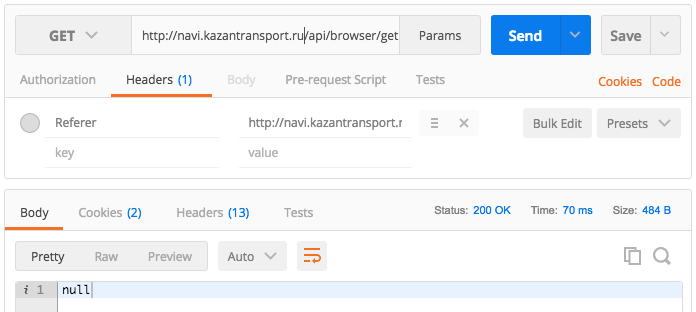 GET http://navi.kazantransport.ru/api/browser/get Params Send Save
Authorization Headers (1) Body Pre-request Script Tests Cookies Code
Referer http://navi.kazantransport.r Bulk Edit Presets
key value
Body Cookies (2) Headers (13) Tests Status: 200 OK Time: 70 ms Size: 484 B
Pretty Raw Preview Auto
i 1 null